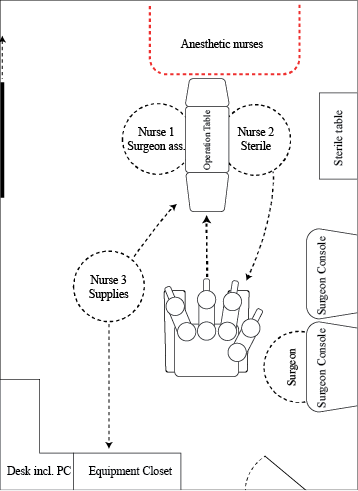 Anesthetic nurses
Nurse 1
Surgeon ass.
Operation Table
Nurse 2
Sterile
Sterile table
Nurse 3
Supplies
Surgeon Console
Surgeon
Surgeon Console
Desk incl. PC
Equipment Closet